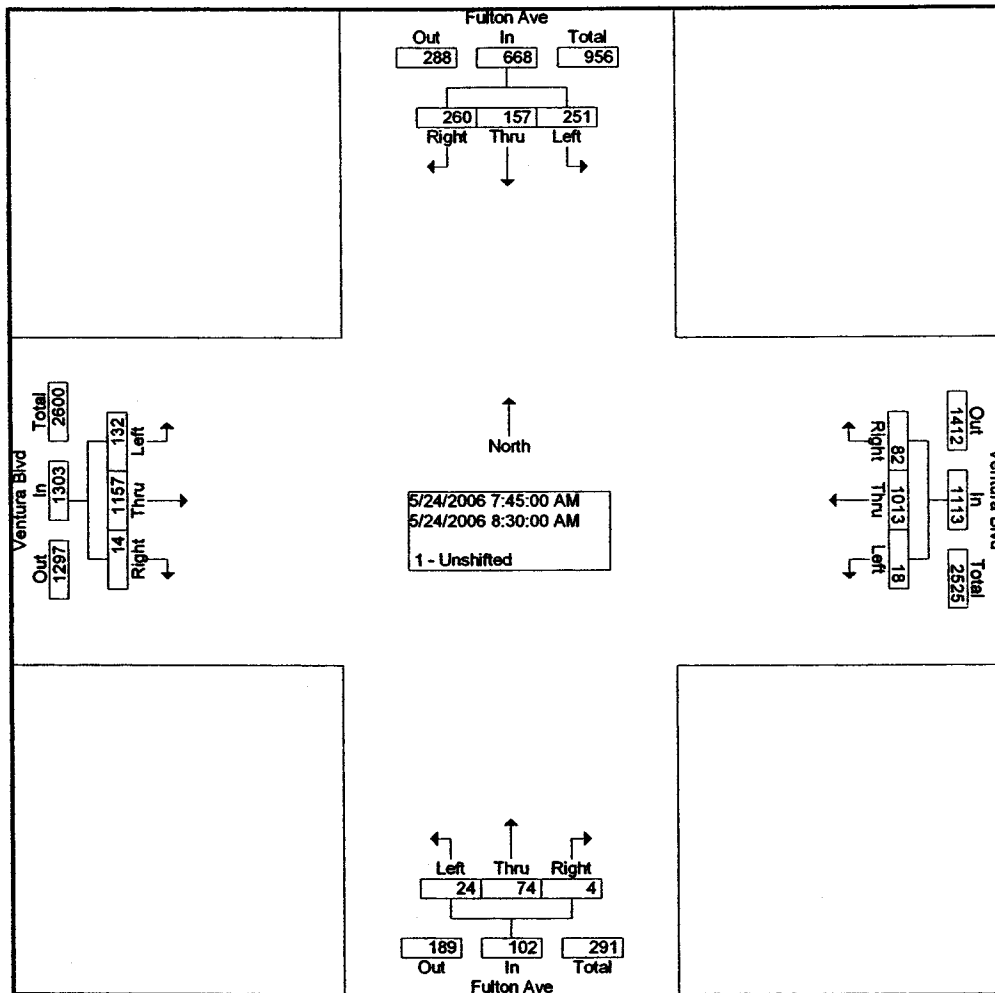 Fulton Ave
Out In Total
288 668 956
260 157 251
Right Thru Left
Ventura Blvd
Total In Out
2600 1303 1297
132 1157 14
Left Thru Right
North
5/24/2006 7:45:00 AM
5/24/2006 8:30:00 AM
1 - Unshifted
Right Thru Left
82 1013 18
1412 1113 2525
Out In Total
Ventura Blvd
Left Thru Right
24 74 4
189 102 291
Out In Total
Fulton Ave